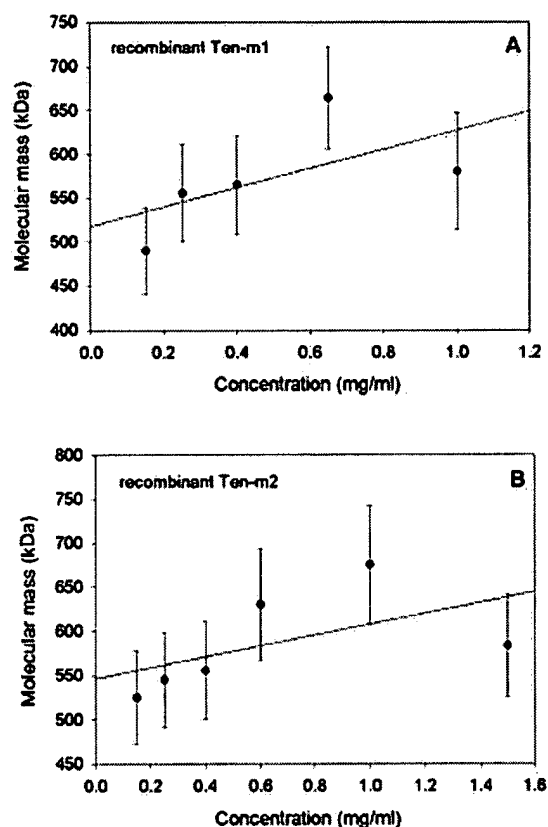 A
recombinant Ten-m1
Molecular mass (kDa)
750
700
650
600
550
500
450
400
0.0 0.2 0.4 0.6 0.8 1.0 1.2
Concentration (mg/ml)
B
recombinant Ten-m2
Molecular mass (kDa)
800
750
700
650
600
550
500
450
0.0 0.2 0.4 0.6 0.8 1.0 1.2 1.4 1.6
Concentration (mg/ml)